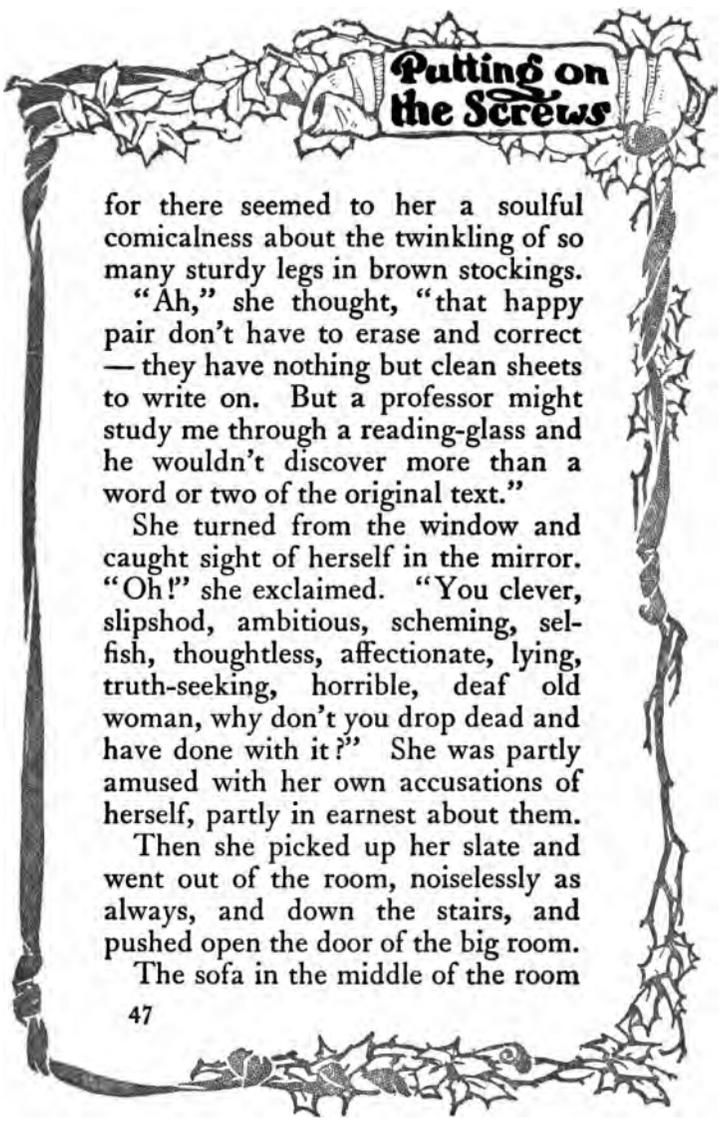 Putting on
the Screws
for there seemed to her a soulful
comicalness about the twinkling of so
many sturdy legs in brown stockings.
"Ah," she thought, "that happy
pair don't have to erase and correct
— they have nothing but clean sheets
to write on. But a professor might
study me through a reading-glass and
he wouldn't discover more than a
word or two of the original text."
She turned from the window and
caught sight of herself in the mirror.
"Oh!" she exclaimed. "You clever,
slipshod, ambitious, scheming, sel-
fish, thoughtless, affectionate, lying,
truth-seeking, horrible, deaf old
woman, why don't you drop dead and
have done with it?" She was partly
amused with her own accusations of
herself, partly in earnest about them.
Then she picked up her slate and
went out of the room, noiselessly as
always, and down the stairs, and
pushed open the door of the big room.
The sofa in the middle of the room
47